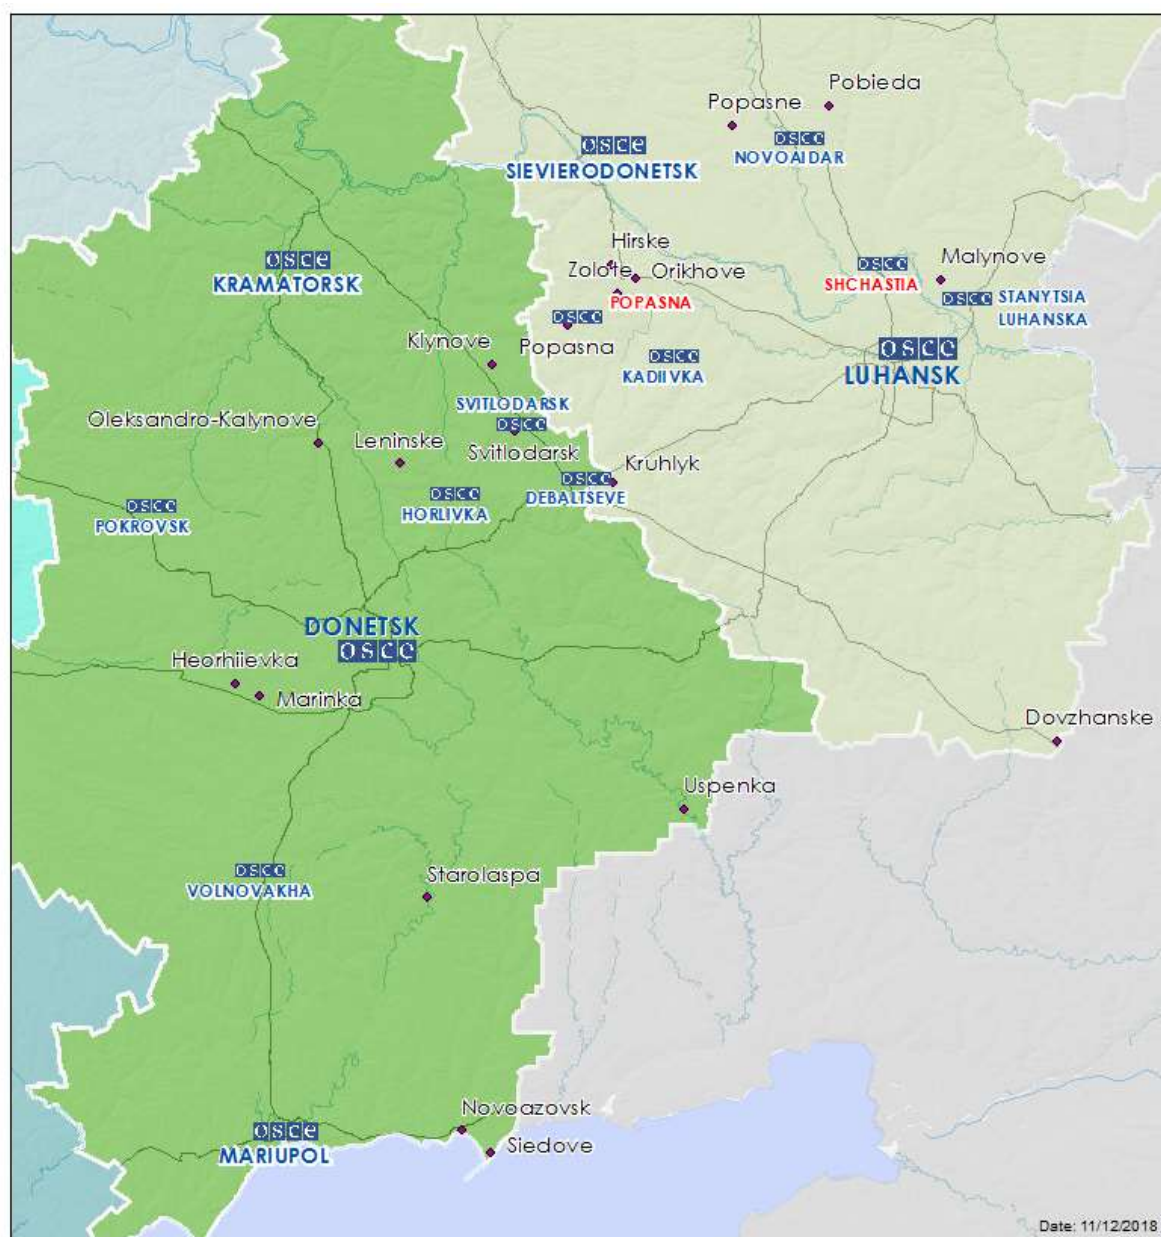 Pobieda
Popasne
osce
NOVOAIDAR
osce
SIEVIERODONETSK
Hirske
osce
KRAMATORSK
Zolote
Orikhove
osce
SHCHASTIA
Malynove
POPASNA
osce
STANYTSIA
LUHANSKA
osce
Popasna
osce
LUHANSK
Klynove
osce
KADIIVKA
SVITLODARSK
osce
Svitlodarsk
Oleksandro-Kalynove
Leninske
Kruhlyk
osce
DEBALTSEVE
osce
HORLIVKA
osce
POKROVSK
DONETSK
osce
Heorhiievka
Marinka
Dovzhanske
Uspenka
osce
VOLNOVAKHA
Starolaspa
Novoazovsk
osce
MARIUPOL
Siedove
Date: 11/12/2018